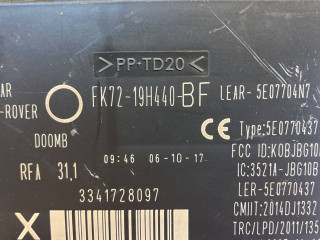 >PP-TD20<
AR
-ROVER
FK72-19H440-BF
LEAR-5E07704N7
DOOMB
CE Type:5E0770437
RFA 31,1
09:46 06-10-17
FCC ID:KOBJBG10
IC:3521A-JBG10B
3341728097
LER-5E0770437
CMIIT:2014DJ1332
X
TRC/LPD/2011/135